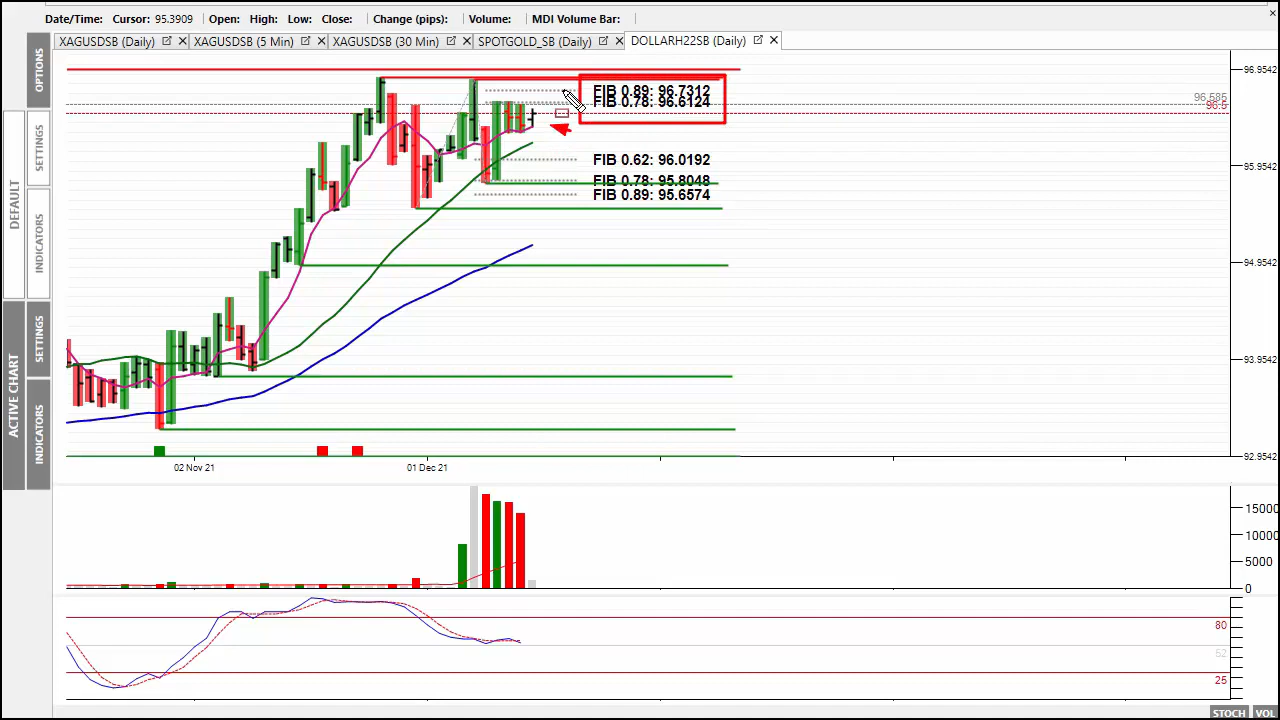 Date/Time: Cursor: 95.3909 Open: High: Low: Close: Change (pips): Volume: MDI Volume Bar:
XAGUSDSB (Daily) XAGUSDSB (5 Min) XAGUSDSB (30 Min) SPOTGOLD_SB (Daily) DOLLARH22SB (Daily)
OPTIONS
DEFAULT
SETTINGS
INDICATORS
ACTIVE CHART
SETTINGS
INDICATORS
FIB 0.89: 96.7312
FIB 0.78: 96.6124
FIB 0.62: 96.0192
FIB 0.78: 95.8048
FIB 0.89: 95.6574
96.9542
96.585
96.5
95.9542
94.9542
93.9542
92.9542
02 Nov 21
01 Dec 21
15000
10000
5000
0
80
52
25
STOCH VOL